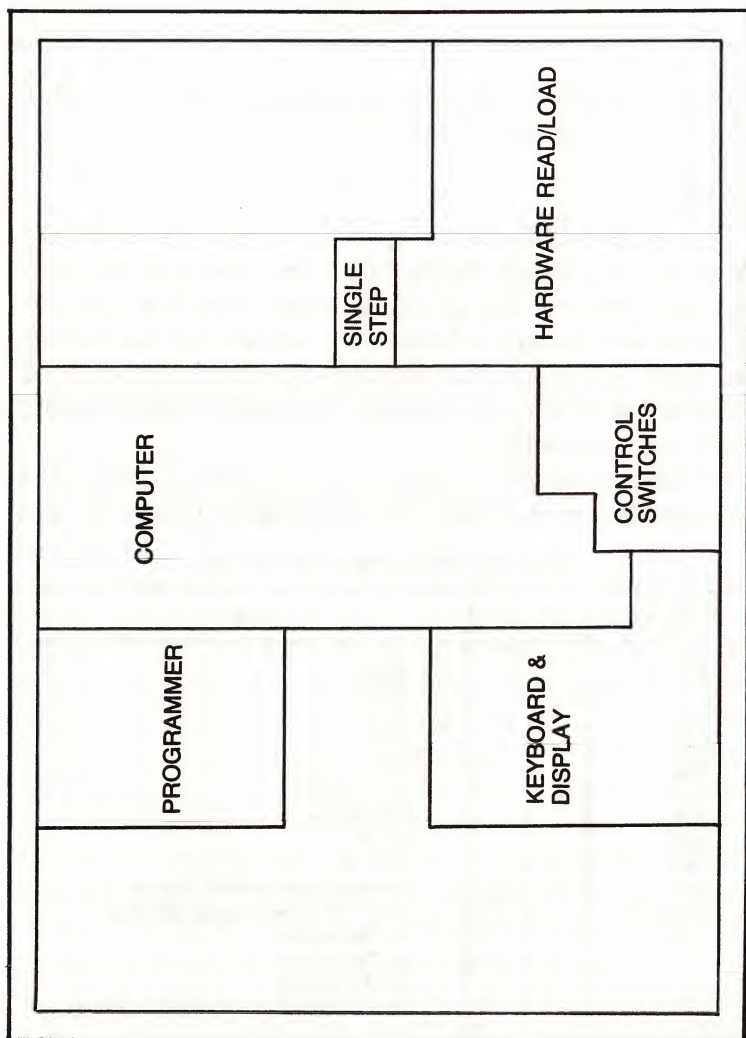 PROGRAMMER
COMPUTER
SINGLE
STEP
KEYBOARD &
DISPLAY
CONTROL
SWITCHES
HARDWARE READ/LOAD